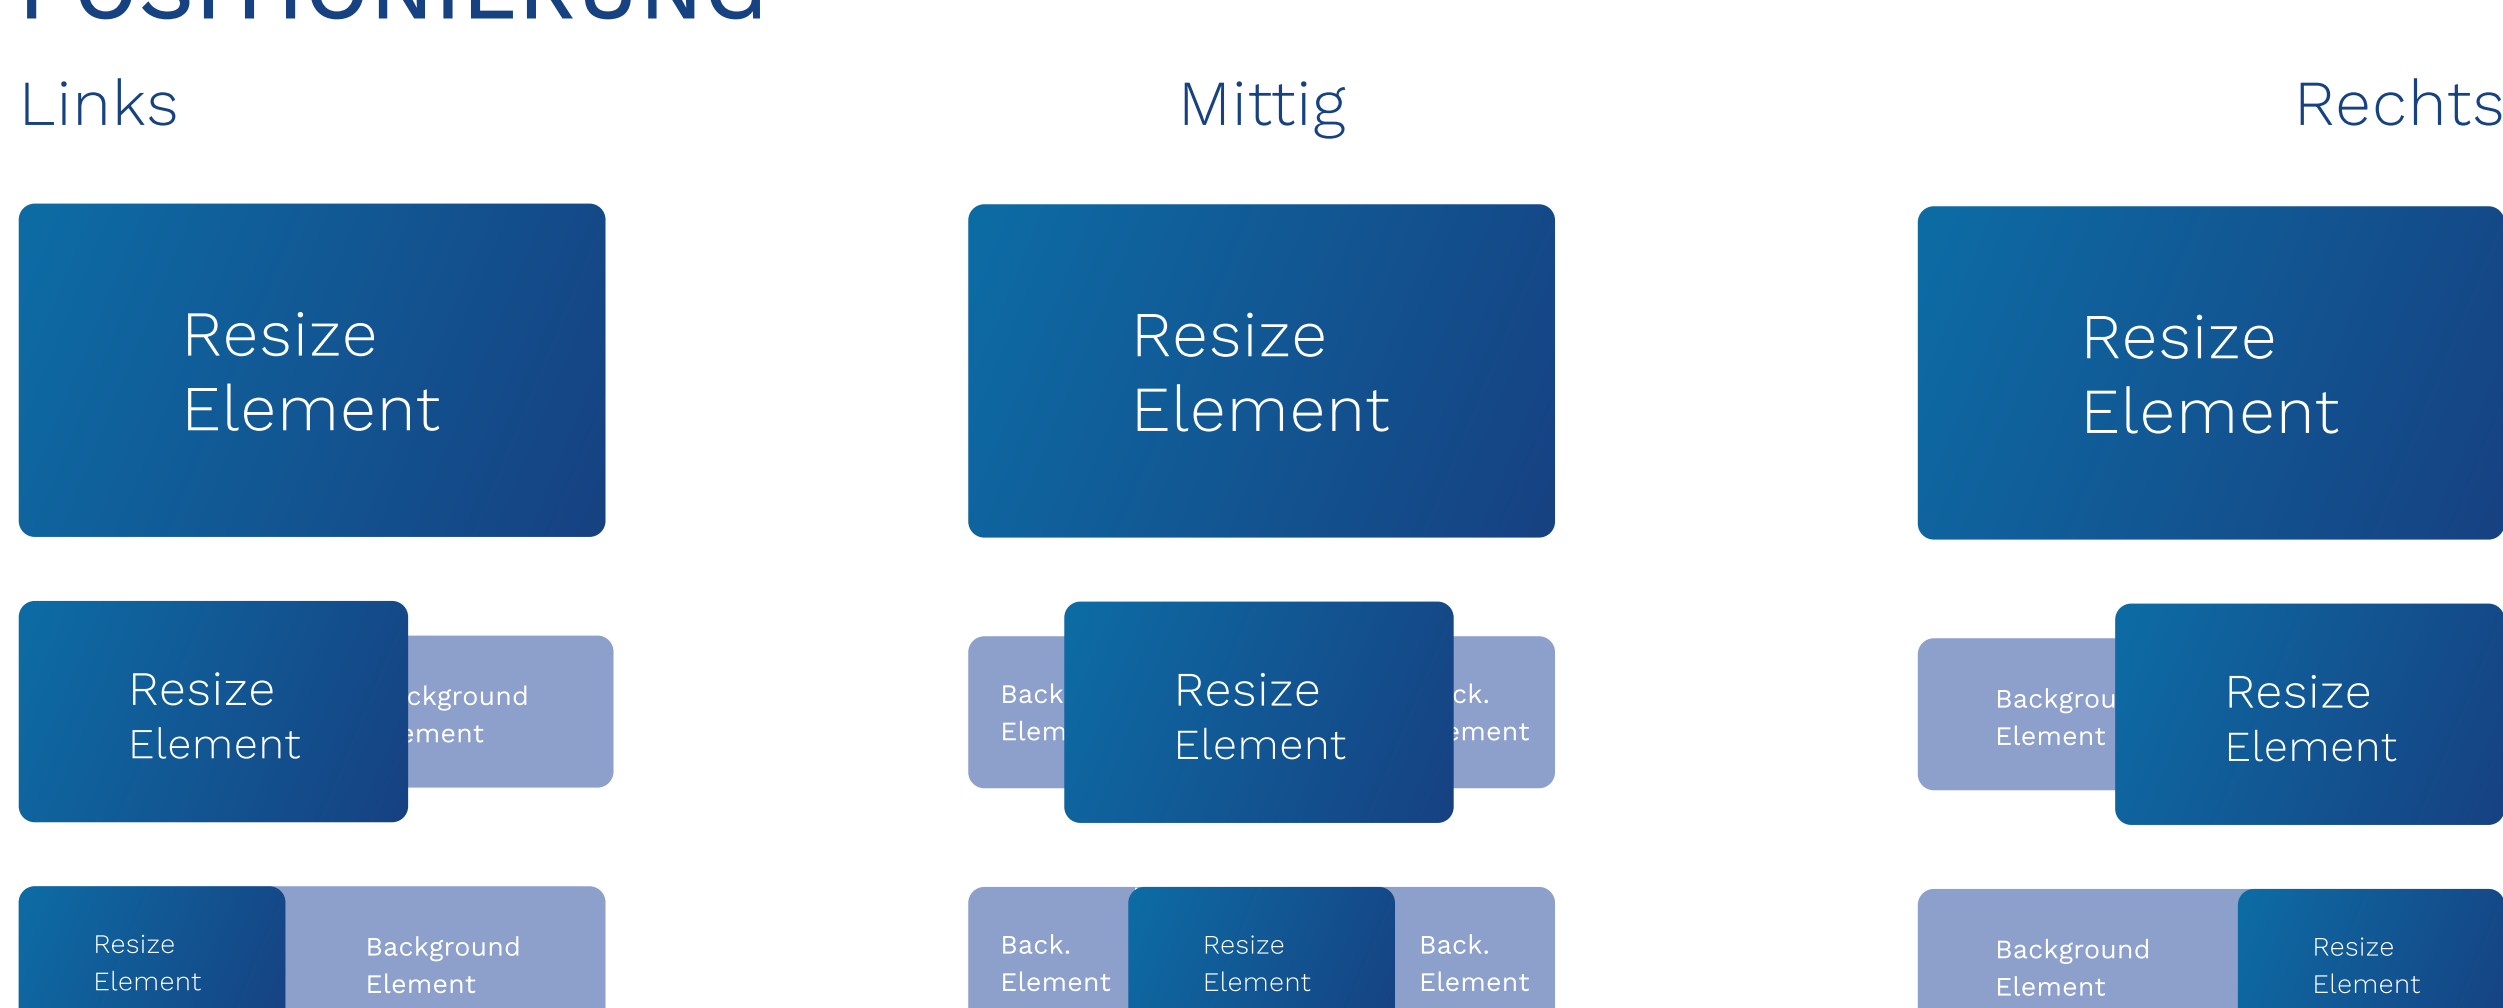 POSITIONIERUNG
Links
Mittig
Rechts
Resize
Element
Resize
Element
Resize
Element
Resize
Element
ckground
ement
Back
Elem
Resize
Element
ck.
ement
Backgrou
Element
Resize
Element
Resize
Element
Background
Element
Back.
Element
Resize
Element
Back.
Element
Background
Element
Resize
Element